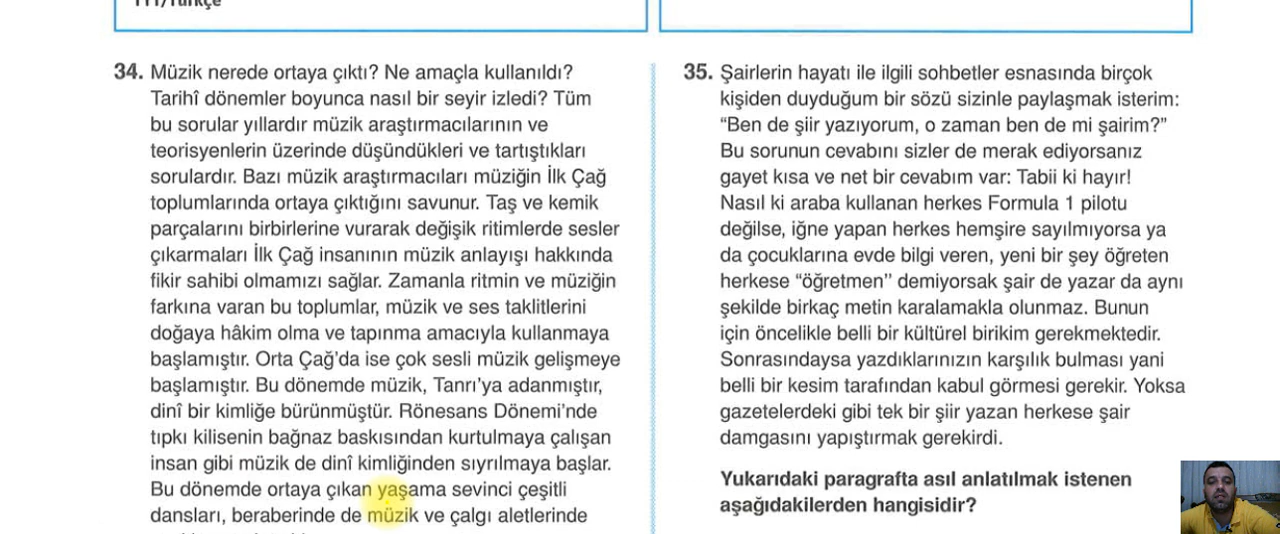 111/Türkçe
34. Müzik nerede ortaya çıktı? Ne amaçla kullanıldı?
Tarihî dönemler boyunca nasıl bir seyir izledi? Tüm
bu sorular yıllardır müzik araştırmacılarının ve
teorisyenlerin üzerinde düşündükleri ve tartıştıkları
sorulardır. Bazı müzik araştırmacıları müziğin İlk Çağ
toplumlarında ortaya çıktığını savunur. Taş ve kemik
parçalarını birbirlerine vurarak değişik ritimlerde sesler
çıkarmaları İlk Çağ insanının müzik anlayışı hakkında
fikir sahibi olmamızı sağlar. Zamanla ritmin ve müziğin
farkına varan bu toplumlar, müzik ve ses taklitlerini
doğaya hâkim olma ve tapınma amacıyla kullanmaya
başlamıştır. Orta Çağ'da ise çok sesli müzik gelişmeye
başlamıştır. Bu dönemde müzik, Tanrı'ya adanmıştır,
dinî bir kimliğe bürünmüştür. Rönesans Dönemi'nde
tıpkı kilisenin bağnaz baskısından kurtulmaya çalışan
insan gibi müzik de dinî kimliğinden sıyrılmaya başlar.
Bu dönemde ortaya çıkan yaşama sevinci çeşitli
dansları, beraberinde de müzik ve çalgı aletlerinde
35. Şairlerin hayatı ile ilgili sohbetler esnasında birçok
kişiden duyduğum bir sözü sizinle paylaşmak isterim:
“Ben de şiir yazıyorum, o zaman ben de mi şairim?”
Bu sorunun cevabını sizler de merak ediyorsanız
gayet kısa ve net bir cevabım var: Tabii ki hayır!
Nasıl ki araba kullanan herkes Formula 1 pilotu
değilse, iğne yapan herkes hemşire sayılmıyorsa ya
da çocuklarına evde bilgi veren, yeni bir şey öğreten
herkese “öğretmen” demiyorsak şair de yazar da aynı
şekilde birkaç metin karalamakla olunmaz. Bunun
için öncelikle belli bir kültürel birikim gerekmektedir.
Sonrasındaysa yazdıklarınızın karşılık bulması yani
belli bir kesim tarafından kabul görmesi gerekir. Yoksa
gazetelerdeki gibi tek bir şiir yazan herkese şair
damgasını yapıştırmak gerekirdi.
Yukarıdaki paragrafta asıl anlatılmak istenen
aşağıdakilerden hangisidir?